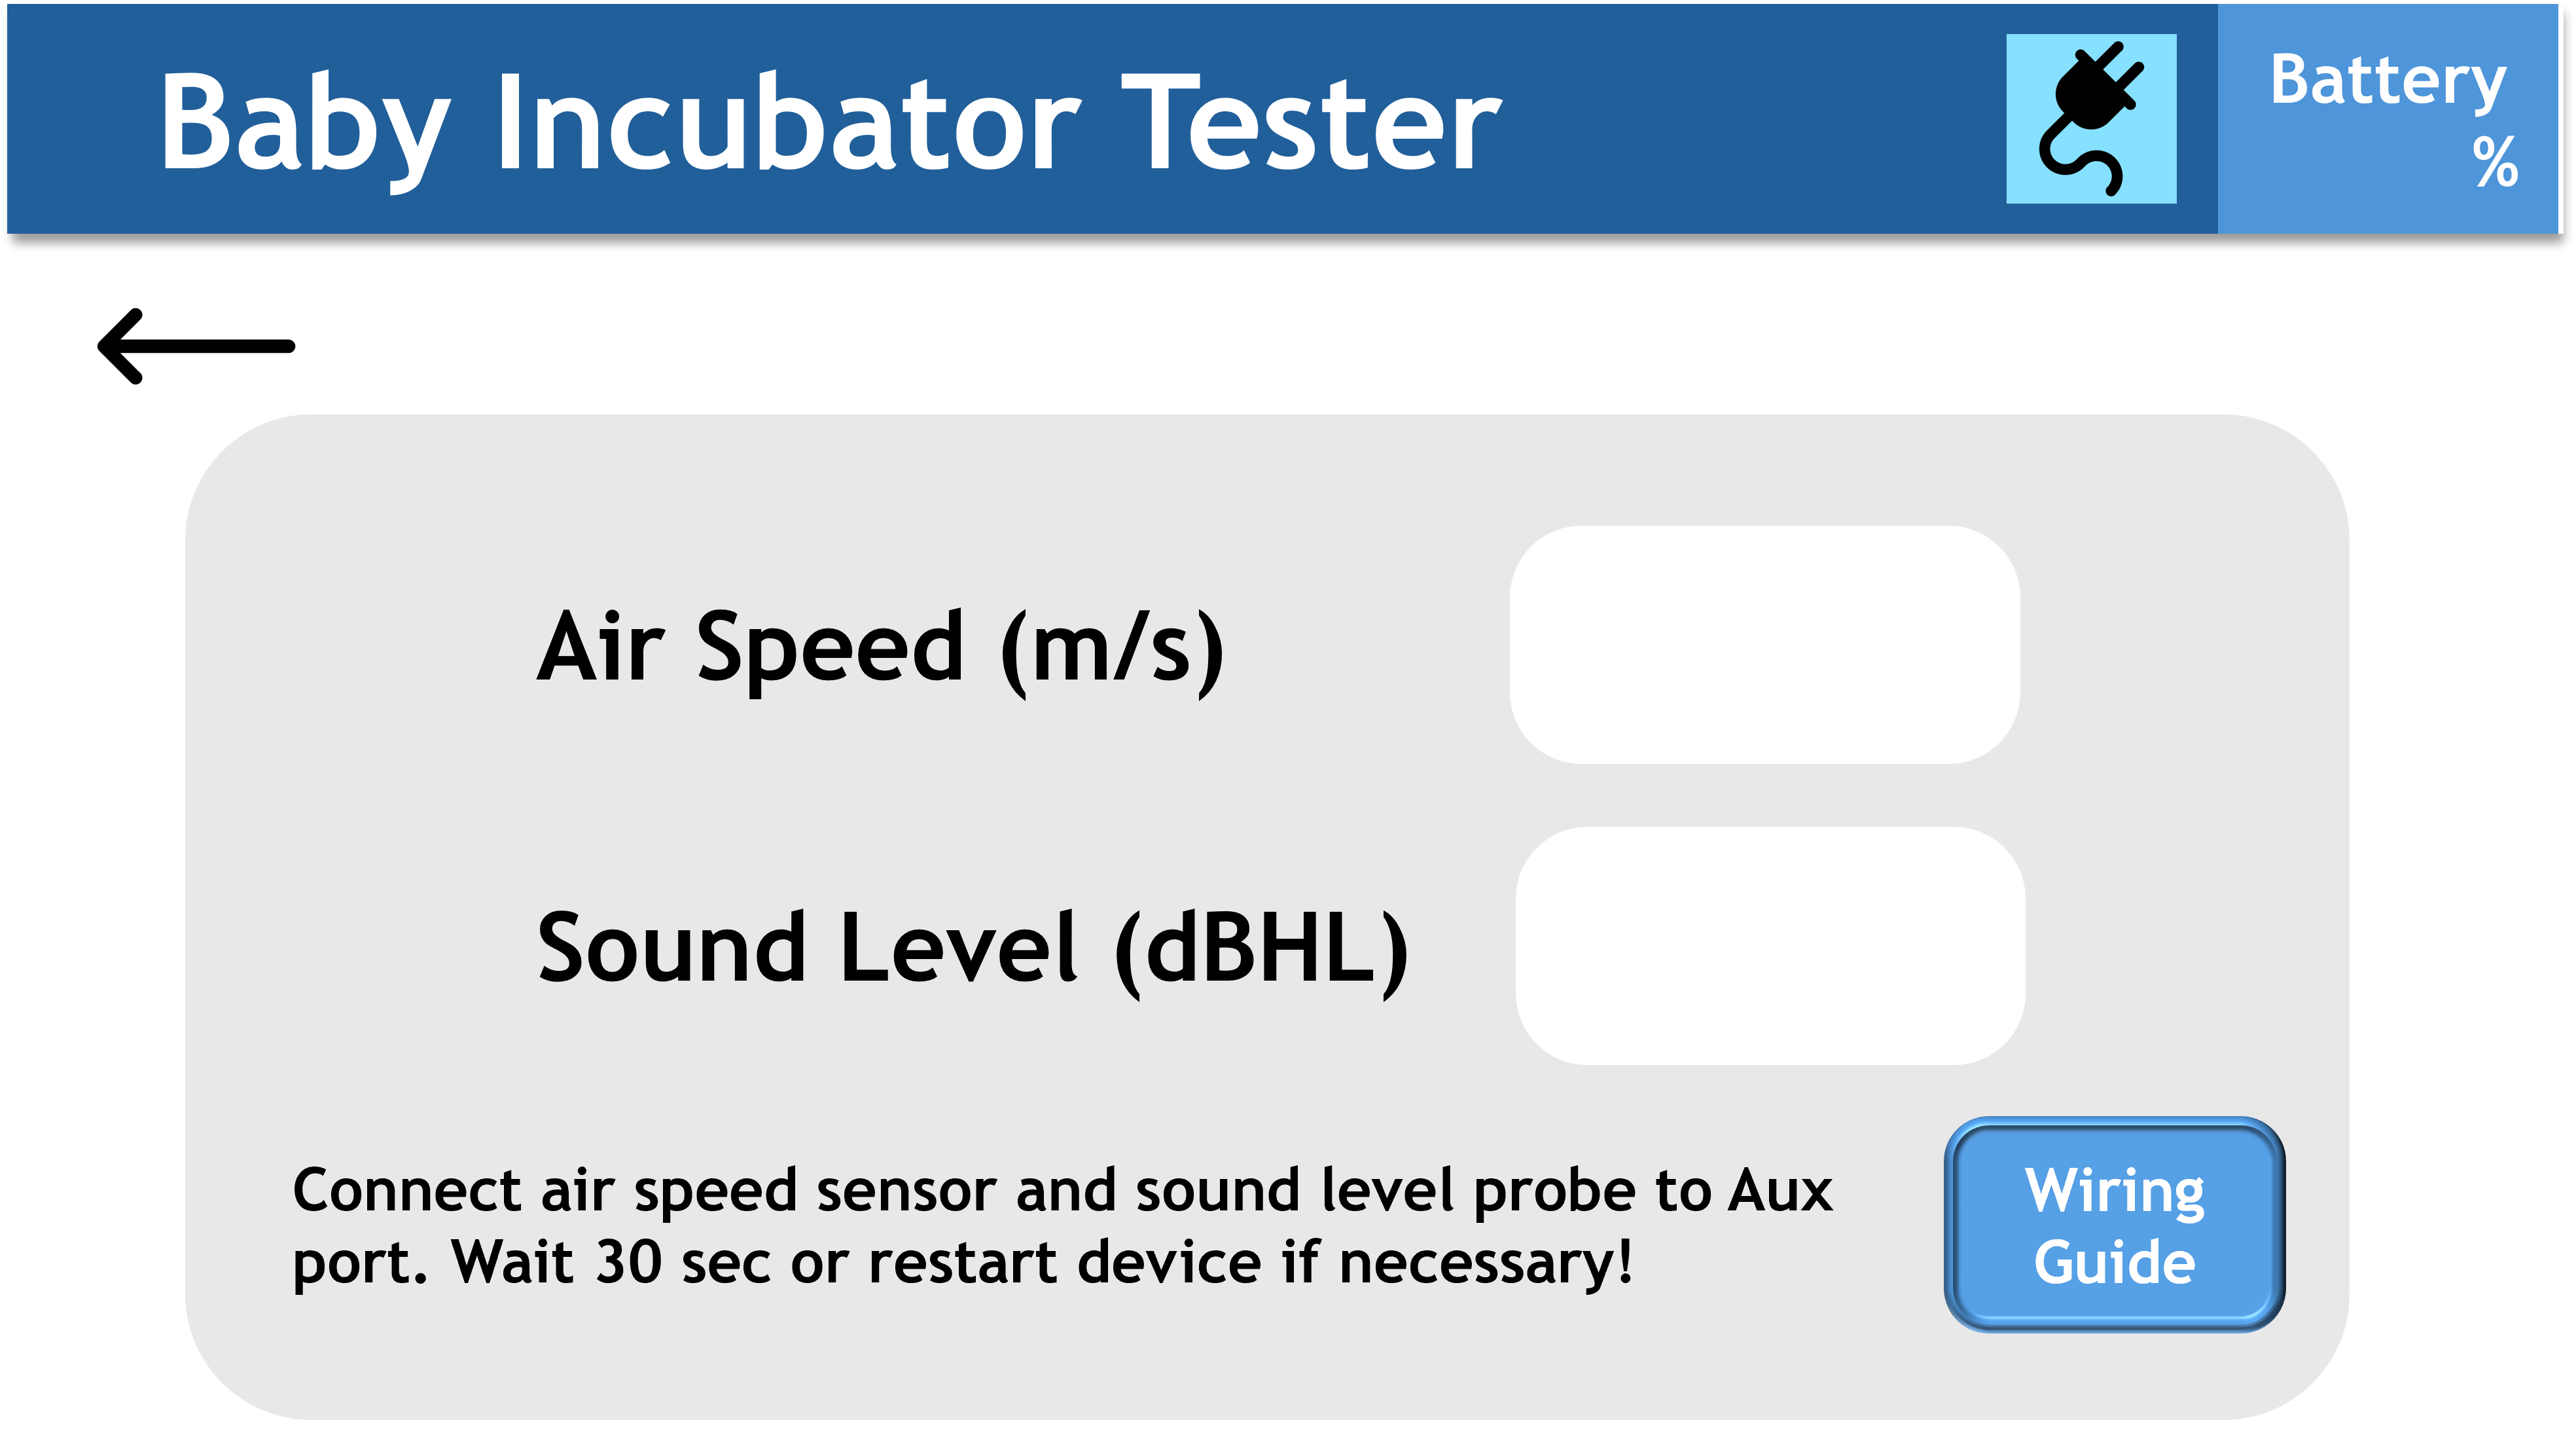 Baby Incubator Tester
Battery
%
Air Speed (m/s)
Sound Level (dBHL)
Connect air speed sensor and sound level probe to Aux
port. Wait 30 sec or restart device if necessary!
Wiring
Guide